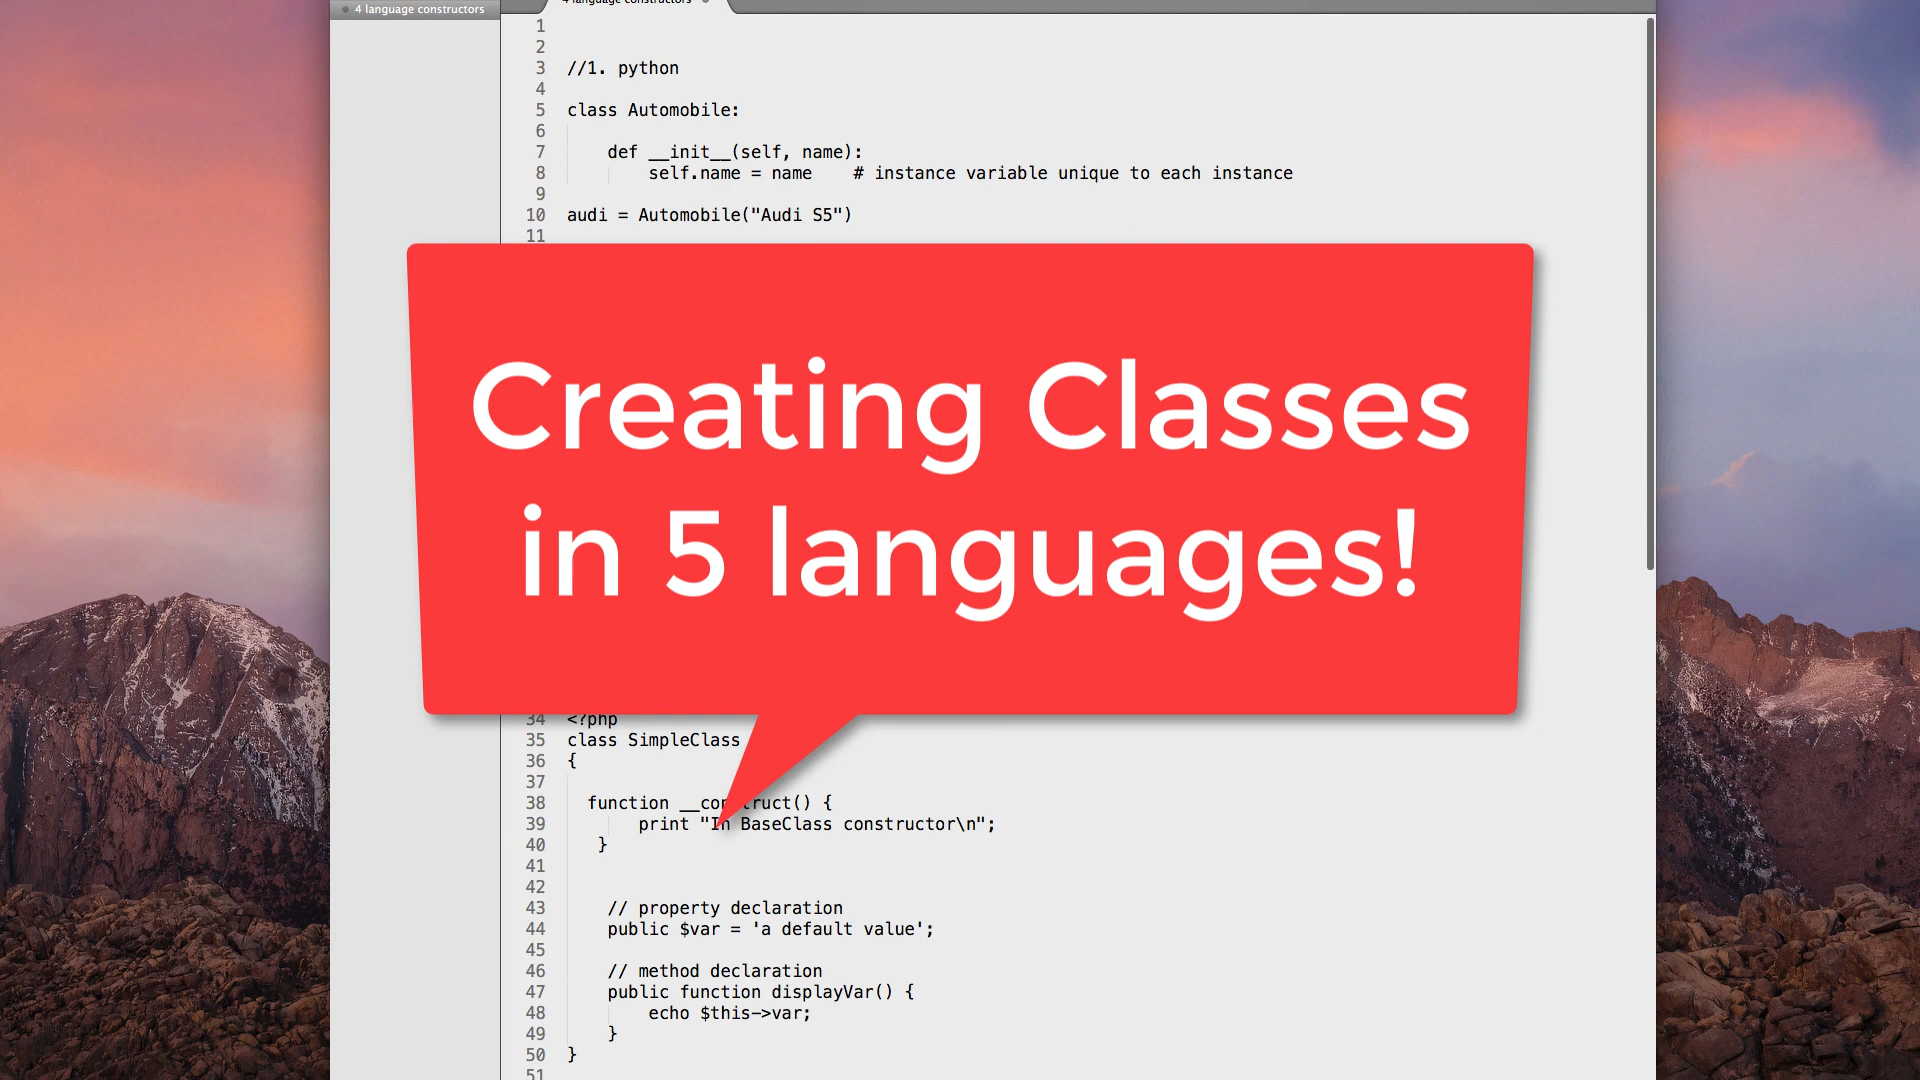 4 language constructors
4 language constructors
1
2
3 //1. python
4
5 class Automobile:
6
7 def __init__(self, name):
8 self.name = name # instance variable unique to each instance
9
10 audi = Automobile("Audi S5")
11
Creating Classes
in 5 languages!
34 <?php
35 class SimpleClass
36 {
37
38 function __construct() {
39 print "In BaseClass constructor\n";
40 }
41
42
43 // property declaration
44 public $var = 'a default value';
45
46 // method declaration
47 public function displayVar() {
48 echo $this->var;
49 }
50 }
51